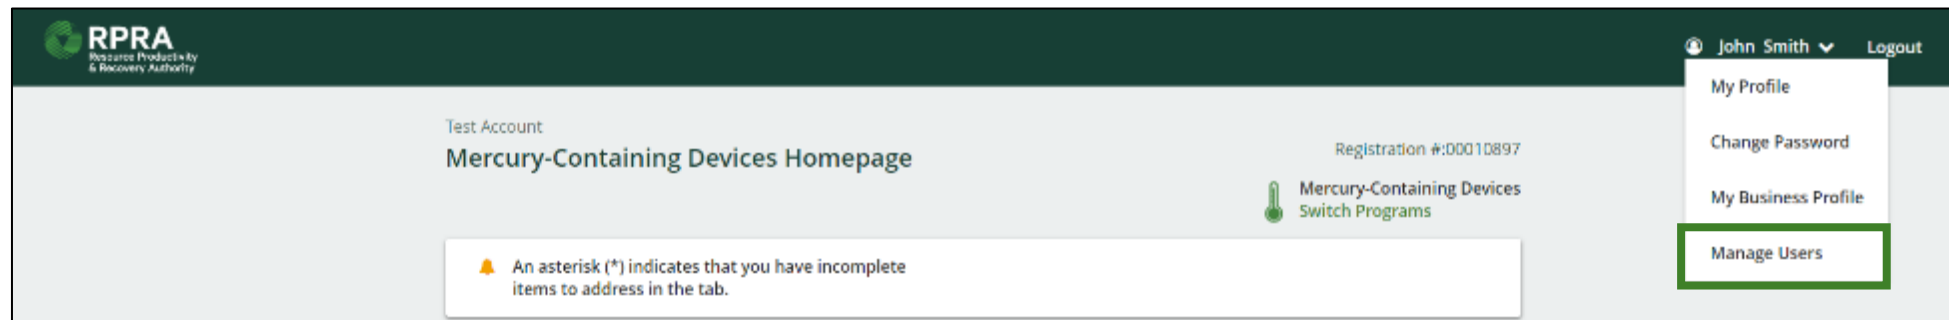 RPRA
Resource Productivity
& Recovery Authority
John Smith
Logout
My Profile
Change Password
My Business Profile
Manage Users
Test Account
Mercury-Containing Devices Homepage
Registration #:00010897
Mercury-Containing Devices
Switch Programs
An asterisk (*) indicates that you have incomplete
items to address in the tab.